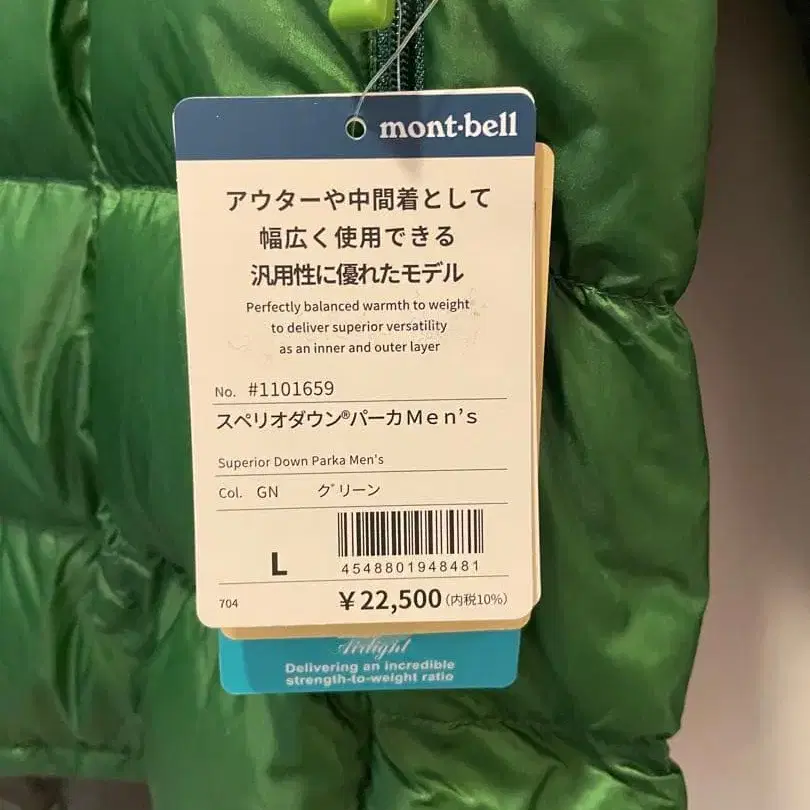 mont·bell
アウターや中間着として
幅広く使用できる
汎用性に優れたモデル
Perfectly balanced warmth to weight
to deliver superior versatility
as an inner and outer layer
No. #1101659
スペリオダウン®パーカMen's
Superior Down Parka Men's
Col. GN グリーン
L
4548801948481
704 ¥22,500(内税10%)
Airlight
Delivering an incredible
strength-to-weight ratio